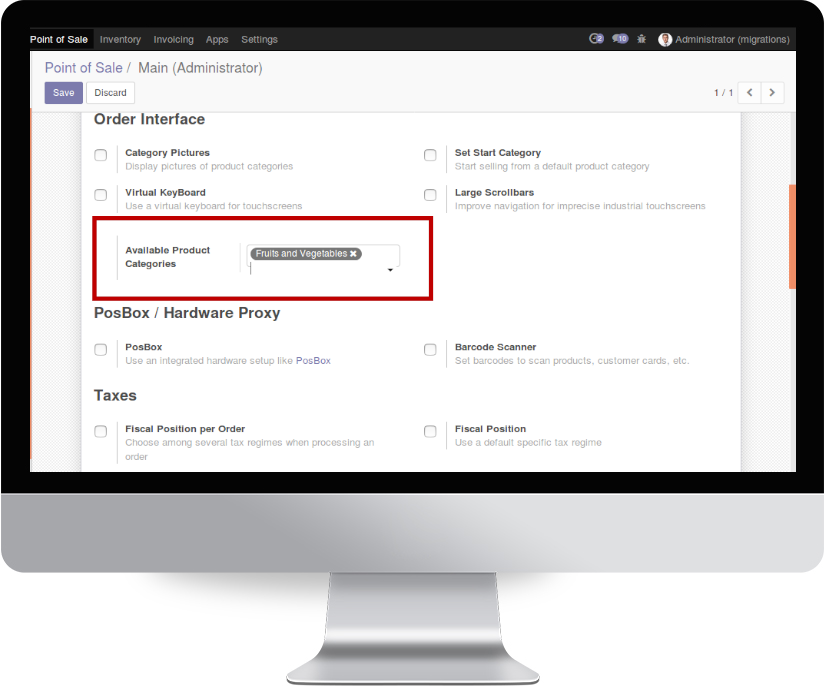 Point of Sale Inventory Invoicing Apps Settings 2 10 Administrator (migrations)
Point of Sale / Main (Administrator)
Save Discard 1 / 1
Order Interface
Category Pictures
Display pictures of product categories
Set Start Category
Start selling from a default product category
Virtual KeyBoard
Use a virtual keyboard for touchscreens
Large Scrollbars
Improve navigation for imprecise industrial touchscreens
Available Product
Categories
Fruits and Vegetables ×
PosBox / Hardware Proxy
PosBox
Use an integrated hardware setup like PosBox
Barcode Scanner
Set barcodes to scan products, customer cards, etc.
Taxes
Fiscal Position per Order
Choose among several tax regimes when processing an
order
Fiscal Position
Use a default specific tax regime